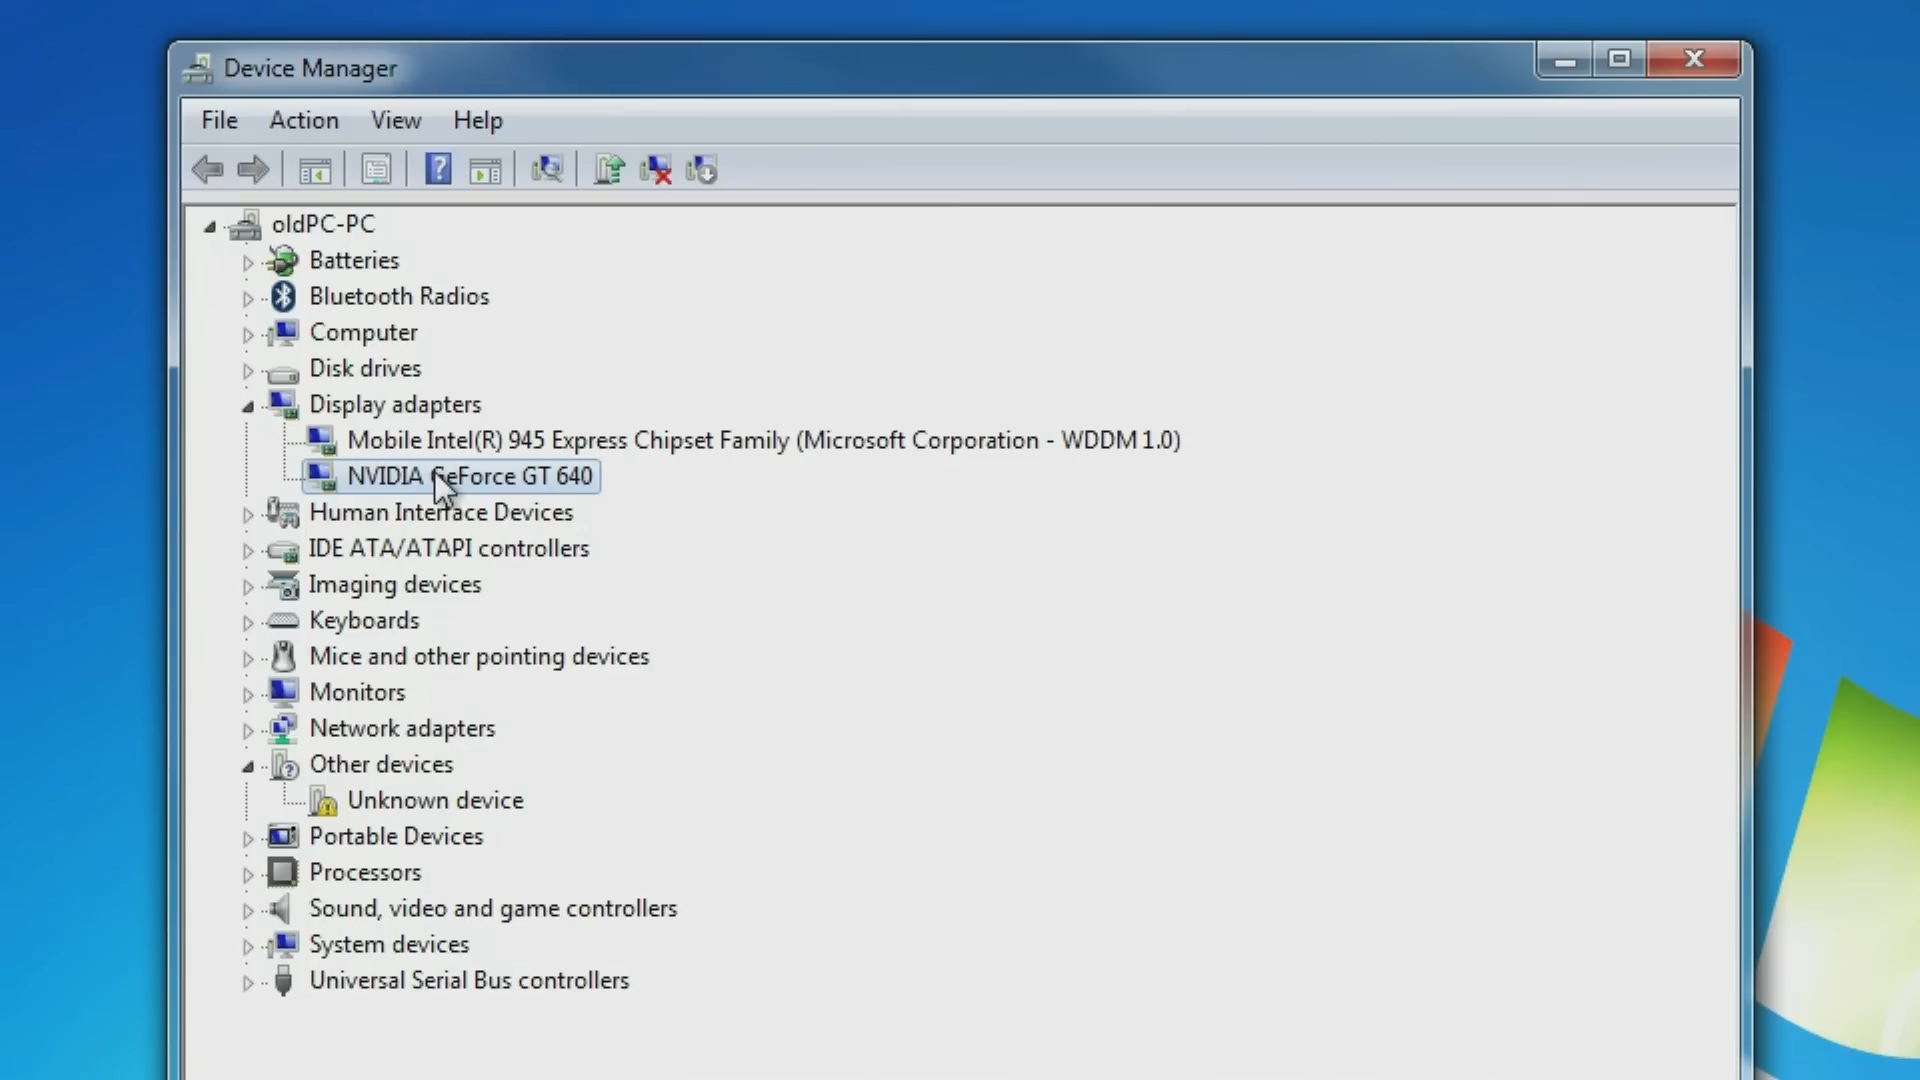 Device Manager
File Action View Help
oldPC-PC
Batteries
Bluetooth Radios
Computer
Disk drives
Display adapters
Mobile Intel(R) 945 Express Chipset Family (Microsoft Corporation - WDDM 1.0)
NVIDIA GeForce GT 640
Human Interface Devices
IDE ATA/ATAPI controllers
Imaging devices
Keyboards
Mice and other pointing devices
Monitors
Network adapters
Other devices
Unknown device
Portable Devices
Processors
Sound, video and game controllers
System devices
Universal Serial Bus controllers